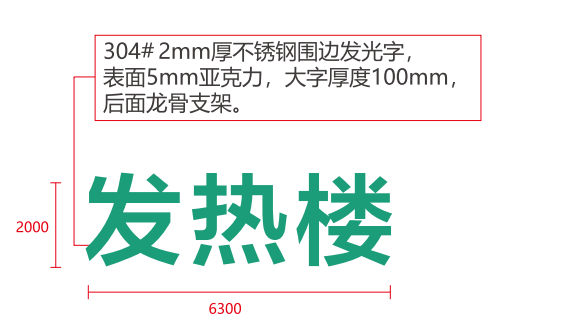 304# 2mm厚不锈钢围边发光字，
表面5mm亚克力，大字厚度100mm，
后面龙骨支架。
发热楼
2000
6300